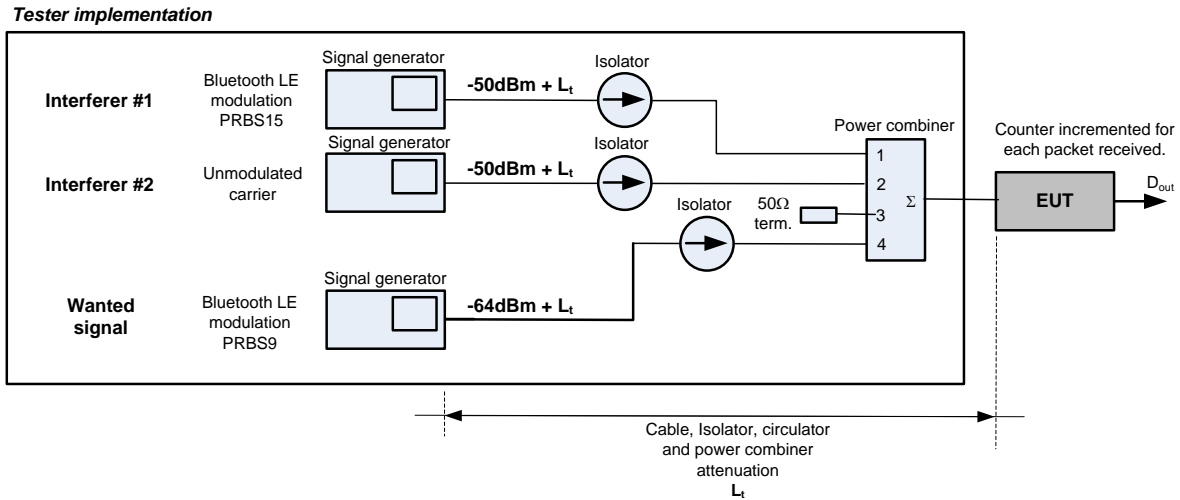 Tester implementation
Interferer #1
Bluetooth LE
modulation
PRBS15
Signal generator
-50dBm + Lt
Isolator
Interferer #2
Unmodulated
carrier
Signal generator
-50dBm + Lt
Isolator
Wanted
signal
Bluetooth LE
modulation
PRBS9
Signal generator
-64dBm + Lt
Isolator
50Ω
term.
Power combiner
1
2
3
4
Σ
Counter incremented for
each packet received.
EUT
Dout
Cable, Isolator, circulator
and power combiner
attenuation
Lt